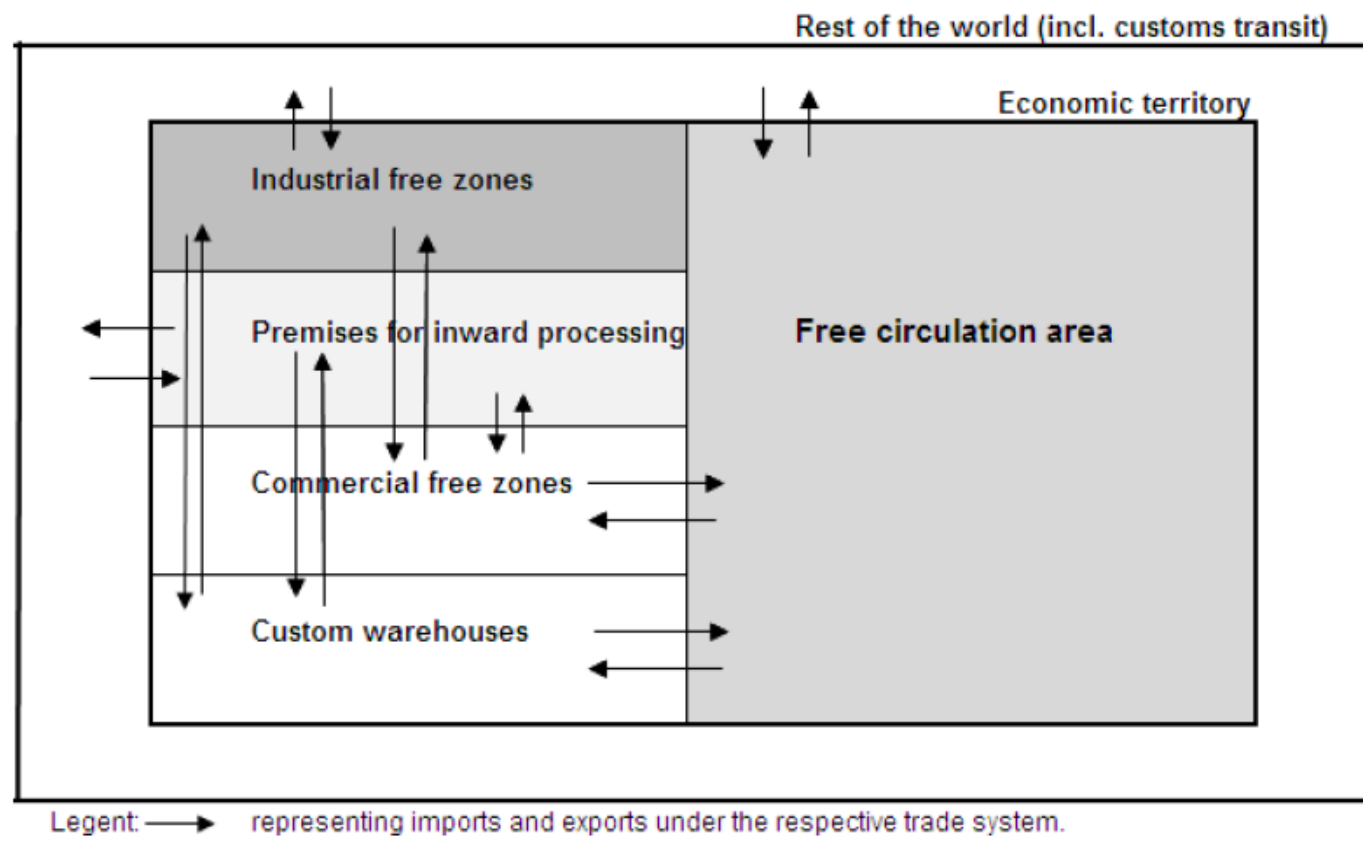 Rest of the world (incl. customs transit)
Economic territory
Industrial free zones
Premises for inward processing
Free circulation area
Commercial free zones
Custom warehouses
Legent: representing imports and exports under the respective trade system.